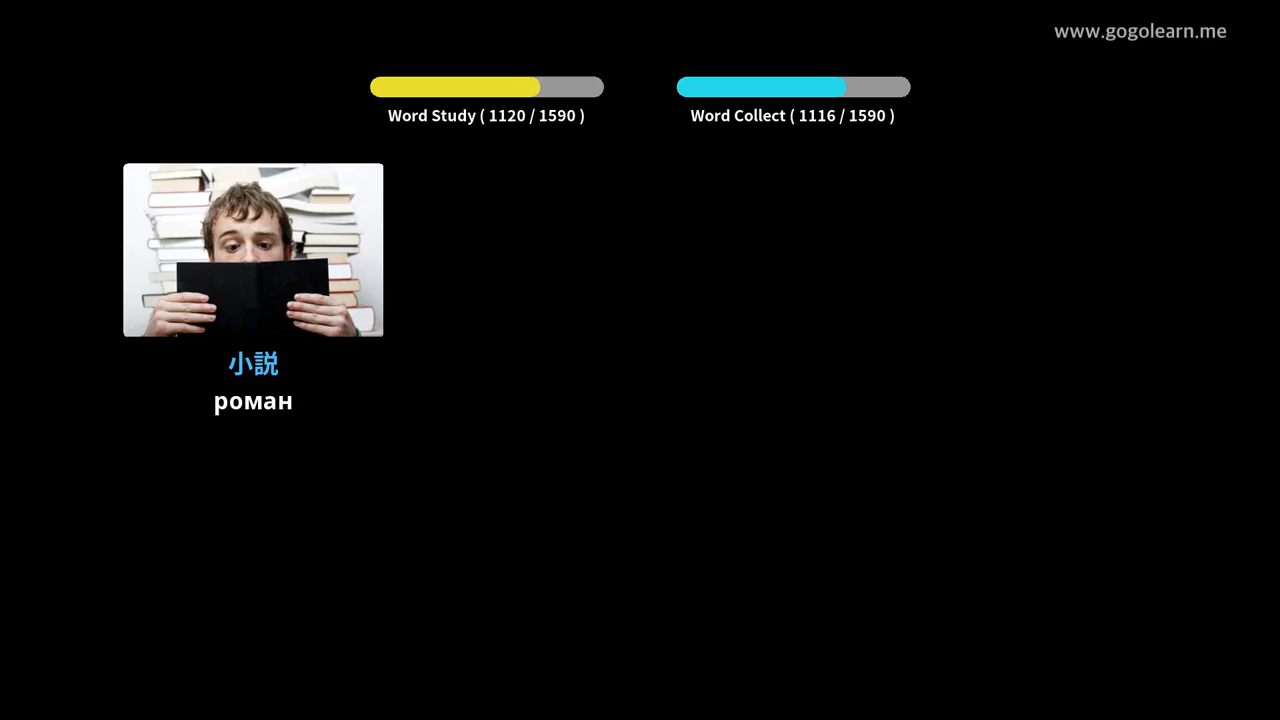 www.gogolearn.me
Word Study ( 1120 / 1590 )
Word Collect ( 1116 / 1590 )
小説
роман